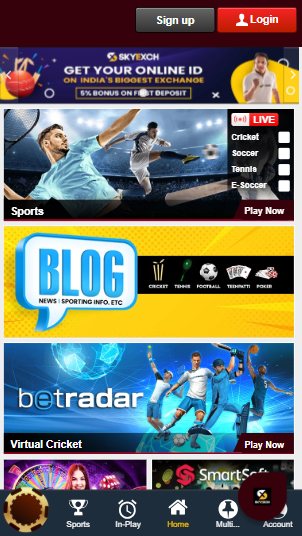 Sign up
Login
SKYEXCH
GET YOUR ONLINE ID
ON INDIA'S BIGGEST EXCHANGE
5% BONUS ON FIRST DEPOSIT
LIVE
Cricket
Soccer
Tennis
E-Soccer
Sports
Play Now
BLOG
NEWS | SPORTING INFO. ETC
CRICKET
TENNIS
FOOTBALL
TEENPATTI
POKER
betradar
Virtual Cricket
Play Now
SmartSoft
SKYEXCH
Sports
In-Play
Home
Multi...
Account